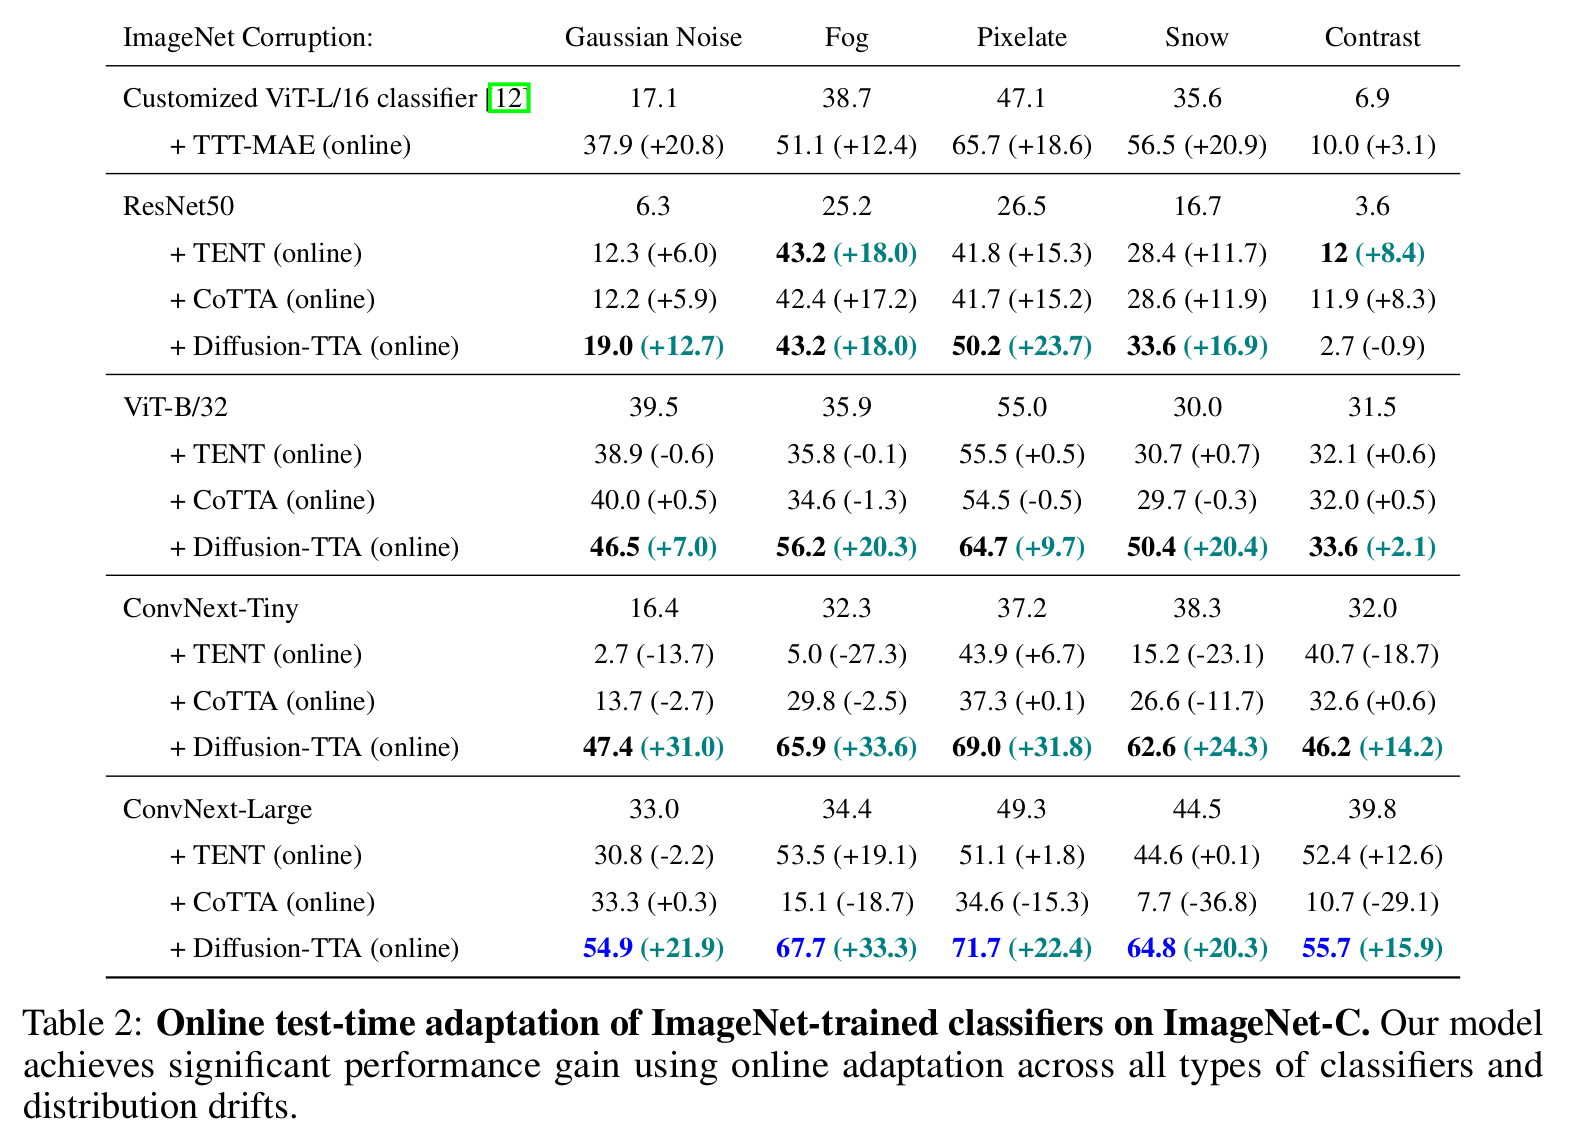 ImageNet Corruption: Gaussian Noise Fog Pixelate Snow Contrast
Customized ViT-L/16 classifier [12] 17.1 38.7 47.1 35.6 6.9
+ TTT-MAE (online) 37.9 (+20.8) 51.1 (+12.4) 65.7 (+18.6) 56.5 (+20.9) 10.0 (+3.1)
ResNet50 6.3 25.2 26.5 16.7 3.6
+ TENT (online) 12.3 (+6.0) 43.2 (+18.0) 41.8 (+15.3) 28.4 (+11.7) 12 (+8.4)
+ CoTTA (online) 12.2 (+5.9) 42.4 (+17.2) 41.7 (+15.2) 28.6 (+11.9) 11.9 (+8.3)
+ Diffusion-TTA (online) 19.0 (+12.7) 43.2 (+18.0) 50.2 (+23.7) 33.6 (+16.9) 2.7 (-0.9)
ViT-B/32 39.5 35.9 55.0 30.0 31.5
+ TENT (online) 38.9 (-0.6) 35.8 (-0.1) 55.5 (+0.5) 30.7 (+0.7) 32.1 (+0.6)
+ CoTTA (online) 40.0 (+0.5) 34.6 (-1.3) 54.5 (-0.5) 29.7 (-0.3) 32.0 (+0.5)
+ Diffusion-TTA (online) 46.5 (+7.0) 56.2 (+20.3) 64.7 (+9.7) 50.4 (+20.4) 33.6 (+2.1)
ConvNext-Tiny 16.4 32.3 37.2 38.3 32.0
+ TENT (online) 2.7 (-13.7) 5.0 (-27.3) 43.9 (+6.7) 15.2 (-23.1) 40.7 (-18.7)
+ CoTTA (online) 13.7 (-2.7) 29.8 (-2.5) 37.3 (+0.1) 26.6 (-11.7) 32.6 (+0.6)
+ Diffusion-TTA (online) 47.4 (+31.0) 65.9 (+33.6) 69.0 (+31.8) 62.6 (+24.3) 46.2 (+14.2)
ConvNext-Large 33.0 34.4 49.3 44.5 39.8
+ TENT (online) 30.8 (-2.2) 53.5 (+19.1) 51.1 (+1.8) 44.6 (+0.1) 52.4 (+12.6)
+ CoTTA (online) 33.3 (+0.3) 15.1 (-18.7) 34.6 (-15.3) 7.7 (-36.8) 10.7 (-29.1)
+ Diffusion-TTA (online) 54.9 (+21.9) 67.7 (+33.3) 71.7 (+22.4) 64.8 (+20.3) 55.7 (+15.9)
Table 2: Online test-time adaptation of ImageNet-trained classifiers on ImageNet-C. Our model
achieves significant performance gain using online adaptation across all types of classifiers and
distribution drifts.